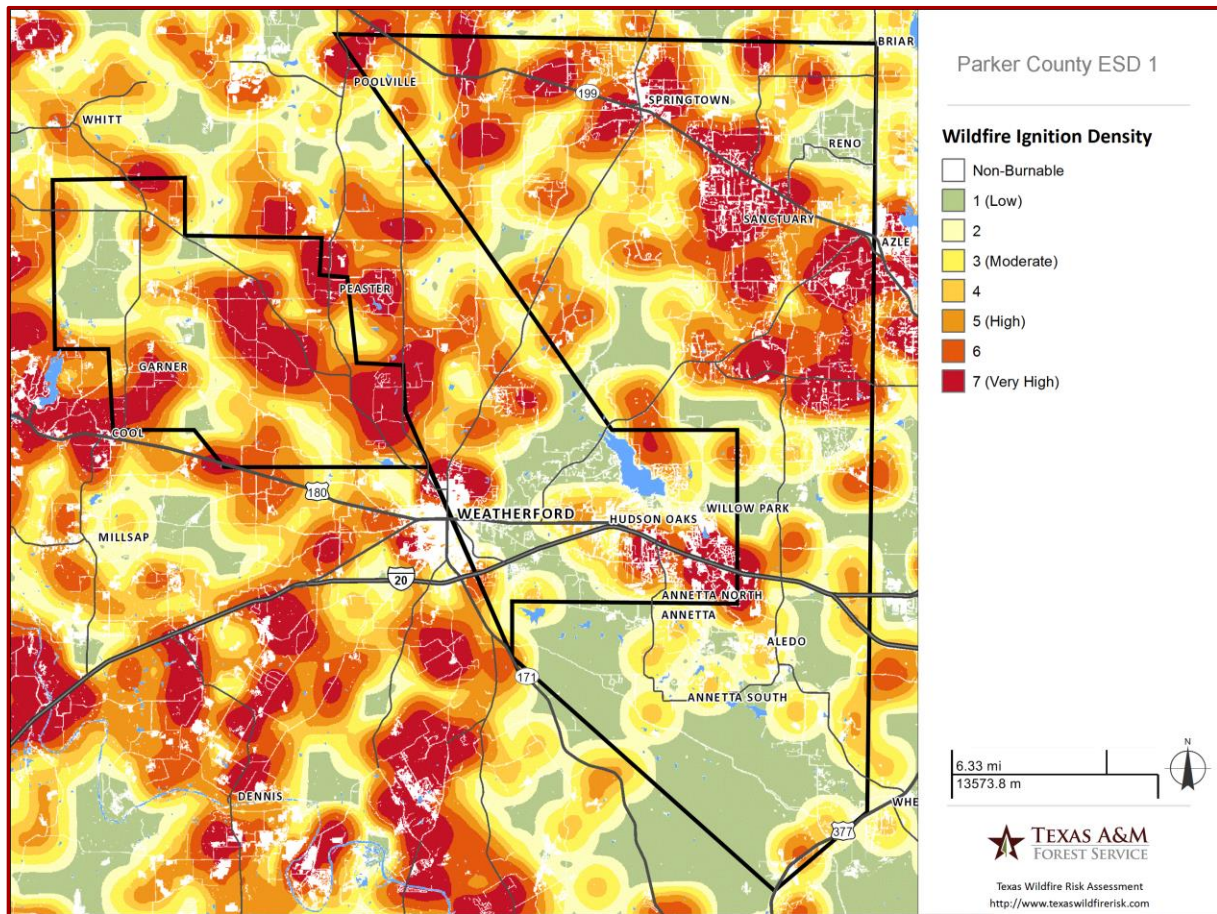 BRIAR
POOLVILLE
199
SPRINGTOWN
WHITT
RENO
SANCTUARY
AZLE
PEASTER
GARNER
COOL
180
WEATHERFORD
HUDSON OAKS
WILLOW PARK
MILLSAP
20
ANNETTA NORTH
ANNETTA
ALEDO
171
ANNETTA SOUTH
DENNIS
WHE
377
Parker County ESD 1
Wildfire Ignition Density
Non-Burnable
1 (Low)
2
3 (Moderate)
4
5 (High)
6
7 (Very High)
N
6.33 mi
13573.8 m
TEXAS A&M
FOREST SERVICE
Texas Wildfire Risk Assessment
http://www.texaswildfirerisk.com